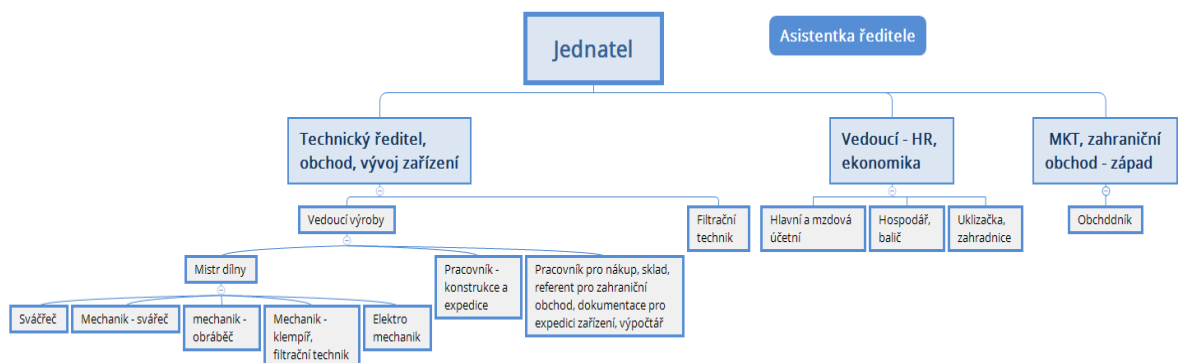 Jednatel
Asistentka ředitele
Technický ředitel,
obchod, vývoj zařízení
Vedoucí - HR,
ekonomika
MKT, zahraniční
obchod - západ
Vedoucí výroby
Filtrační
technik
Hlavní a mzdová
účetní
Hospodář,
balič
Uklizačka,
zahradnice
Obchddník
Mistr dílny
Pracovník -
konstrukce a
expedice
Pracovník pro nákup, sklad,
referent pro zahraniční
obchod, dokumentace pro
expedici zařízení, výpočtář
Sváčřeč
Mechanik - svářeč
mechanik -
obráběč
Mechanik -
klempíř,
filtrační technik
Elektro
mechanik